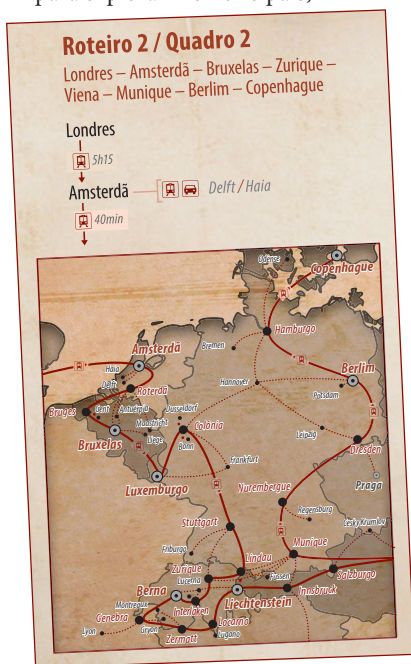 Roteiro 2 / Quadro 2
Londres – Amsterdã – Bruxelas – Zurique –
Viena – Munique – Berlim – Copenhague
Londres
5h15
Amsterdã
Delft / Haia
40min
Odense
Copenhague
Hamburgo
Bremen
Amsterdã
Berlim
Haia
Delft
Roterdã
Hannover
Potsdam
Bruges
Gent
Antuérpia
Düsseldorf
Maastricht
Colônia
Leipzig
Bruxelas
Liège
Bonn
Dresden
Frankfurt
Luxemburgo
Nuremberg​ue
Praga
Regensburg
Stuttgart
Cesky Krumlov
Friburgo
Munique
Lindau
Zurique
Lucerna
Füssen
Salzburgo
Berna
Innsbruck
Montreux
Interlaken
Liechtenstein
Genebra
Locarno
Lyon
Gryon
Zermatt
Lugano